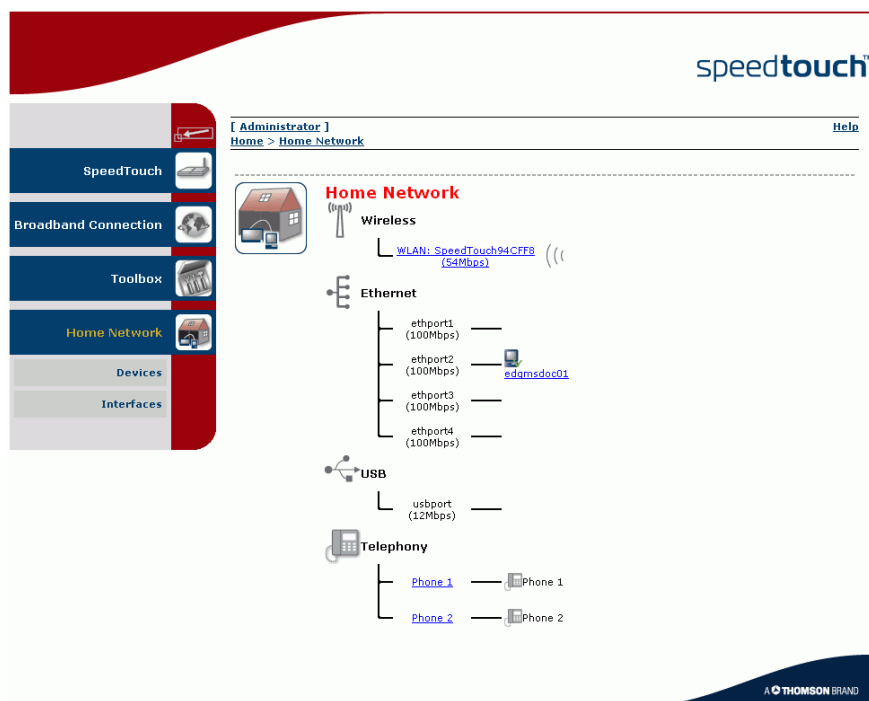 speedtouch™
[ Administrator ]
Help
Home > Home Network
SpeedTouch
Broadband Connection
Toolbox
Home Network
Devices
Interfaces
Home Network
Wireless
WLAN: SpeedTouch94CFF8
(54Mbps)
Ethernet
ethport1
(100Mbps)
ethport2
(100Mbps)
edgmsdoc01
ethport3
(100Mbps)
ethport4
(100Mbps)
USB
usbport
(12Mbps)
Telephony
Phone 1
Phone 1
Phone 2
Phone 2
A THOMSON BRAND